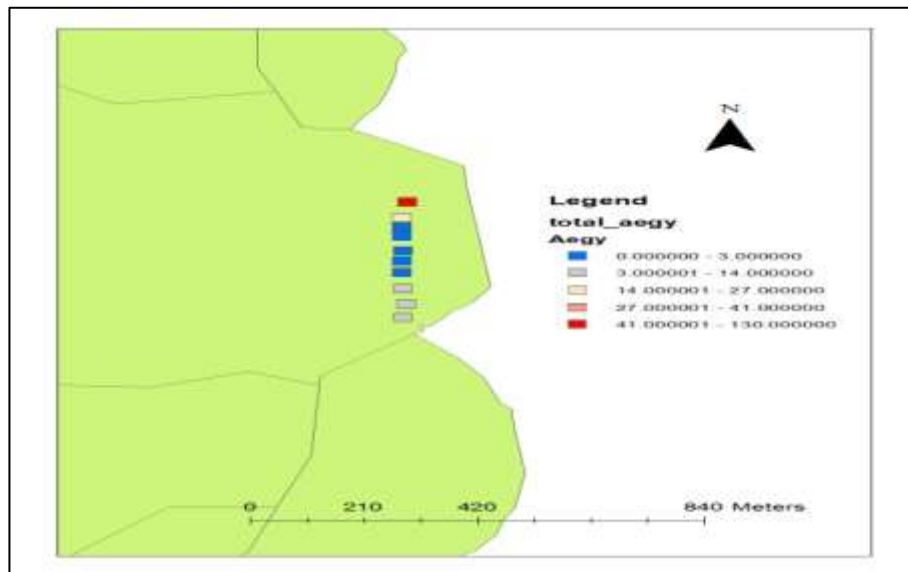 N
Legend
total_aegy
Aegy
0.000000 - 3.000000
3.000001 - 14.000000
14.000001 - 27.000000
27.000001 - 41.000000
41.000001 - 130.000000
0 210 420 840 Meters